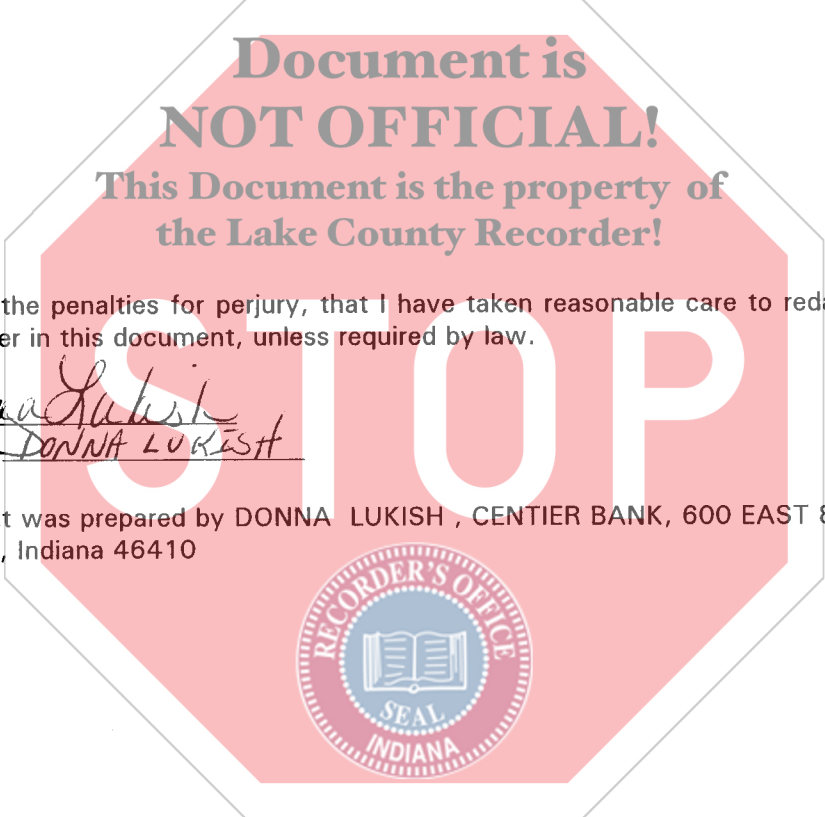 Document is
NOT OFFICIAL!
This Document is the property of
the Lake County Recorder!
the penalties for perjury, that I have taken reasonable care to red
er in this document, unless required by law.
Lukish
DONNA LUKISH
t was prepared by DONNA LUKISH , CENTIER BANK, 600 EAST 8
, Indiana 46410
STOP
RECORDER'S OFFICE
SEAL
INDIANA